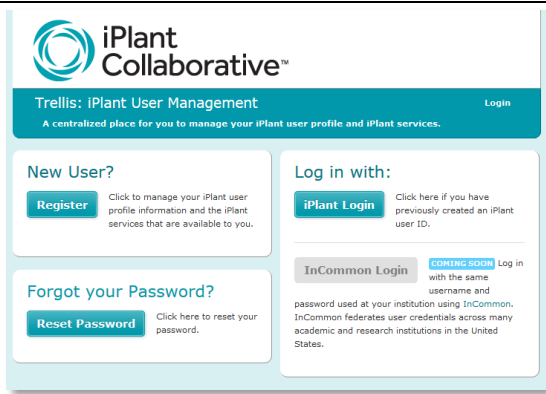 iPlant
Collaborative™
Trellis: iPlant User Management
Login
A centralized place for you to manage your iPlant user profile and iPlant services.
New User?
Register
Click to manage your iPlant user
profile information and the iPlant
services that are available to you.
Forgot your Password?
Reset Password
Click here to reset your
password.
Log in with:
iPlant Login
Click
here if you have
previously created an iPlant
user ID.
InCommon Login
COMING SOON Log in
with the same
username and
password used at your institution using InCommon.
InCommon federates user credentials across many
academic and research institutions in the United
States.